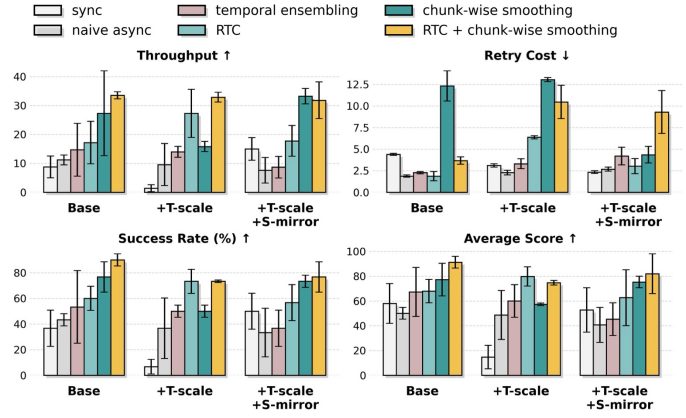 sync
temporal ensembling
chunk-wise smoothing
naive async
RTC
RTC + chunk-wise smoothing
Throughput ↑
40
30
20
10
0
Base
+T-scale
+T-scale
+S-mirror
Retry Cost ↓
12.5
10.0
7.5
5.0
2.5
0.0
Base
+T-scale
+T-scale
+S-mirror
Success Rate (%) ↑
80
60
40
20
0
Base
+T-scale
+T-scale
+S-mirror
Average Score ↑
100
80
60
40
20
0
Base
+T-scale
+T-scale
+S-mirror